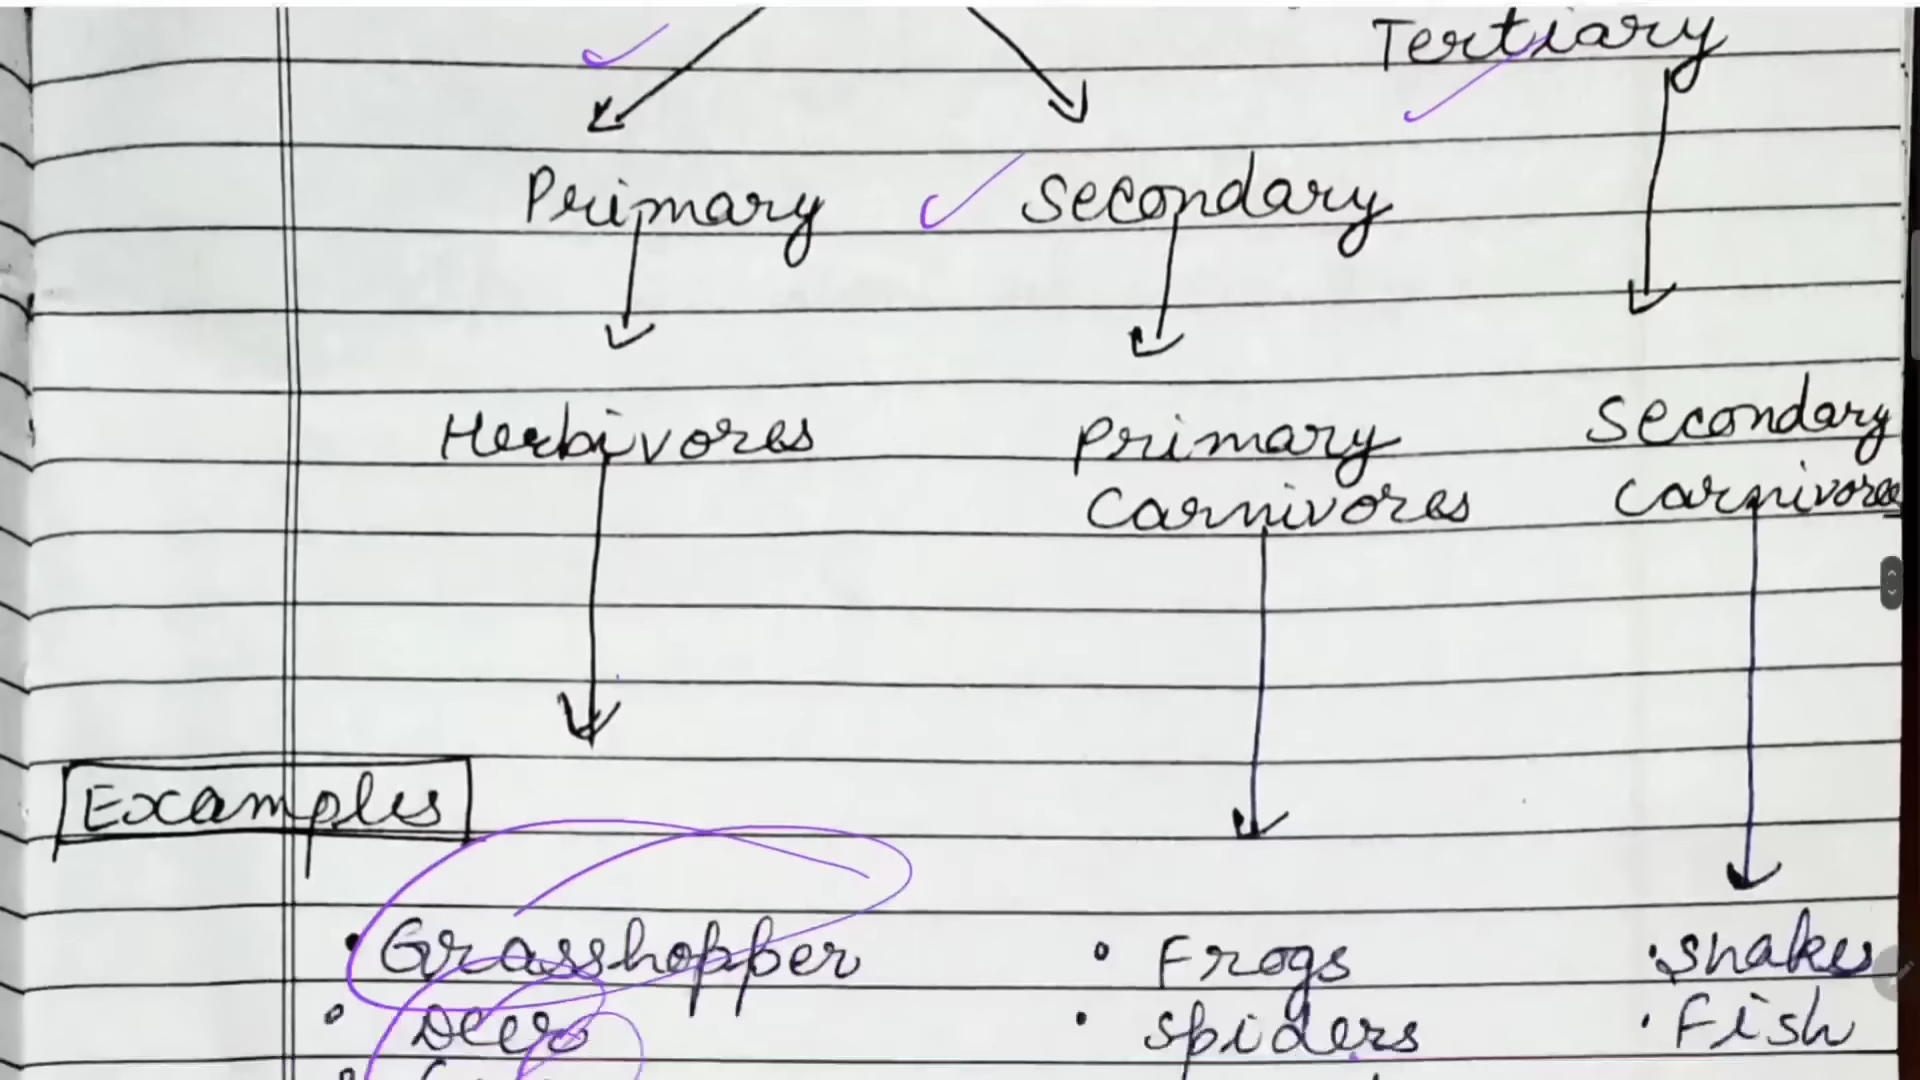 Tertiary
Primary
Secondary
Herbivores
Primary
Carnivores
Secondary
Carnivores
Examples
• Grasshopper
• Frogs
• Snakes
• Deer
• Spiders
• Fish